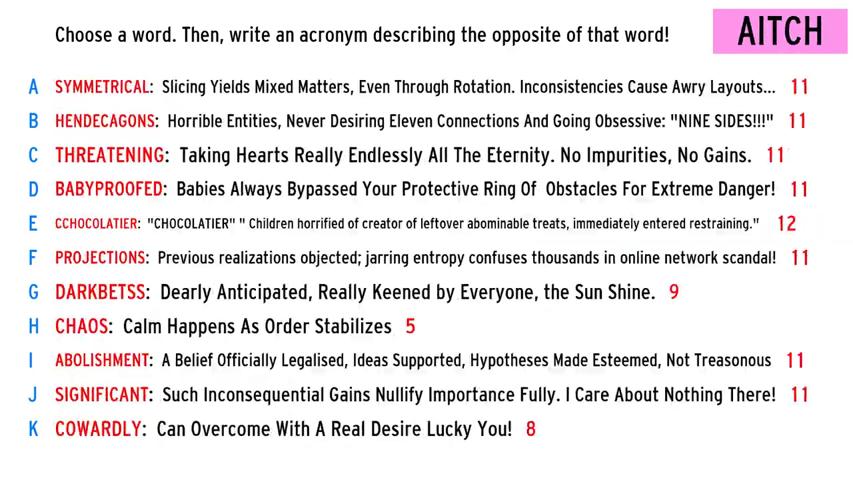 Choose a word. Then, write an acronym describing the opposite of that word!
AITCH
A SYMMETRICAL: Slicing Yields Mixed Matters, Even Through Rotation. Inconsistencies Cause Awry Layouts... 11
B HENDECAGONS: Horrible Entities, Never Desiring Eleven Connections And Going Obsessive: "NINE SIDES!!!" 11
C THREATENING: Taking Hearts Really Endlessly All The Eternity. No Impurities, No Gains. 11
D BABYPROOFED: Babies Always Bypassed Your Protective Ring Of Obstacles For Extreme Danger! 11
E CCHOCOLATIER: "CHOCOLATIER" " Children horrified of creator of leftover abominable treats, immediately entered restraining." 12
F PROJECTIONS: Previous realizations objected; jarring entropy confuses thousands in online network scandal! 11
G DARKBETSS: Dearly Anticipated, Really Keened by Everyone, the Sun Shine. 9
H CHAOS: Calm Happens As Order Stabilizes 5
I ABOLISHMENT: A Belief Officially Legalised, Ideas Supported, Hypotheses Made Esteemed, Not Treasonous 11
J SIGNIFICANT: Such Inconsequential Gains Nullify Importance Fully. I Care About Nothing There! 11
K COWARDLY: Can Overcome With A Real Desire Lucky You! 8